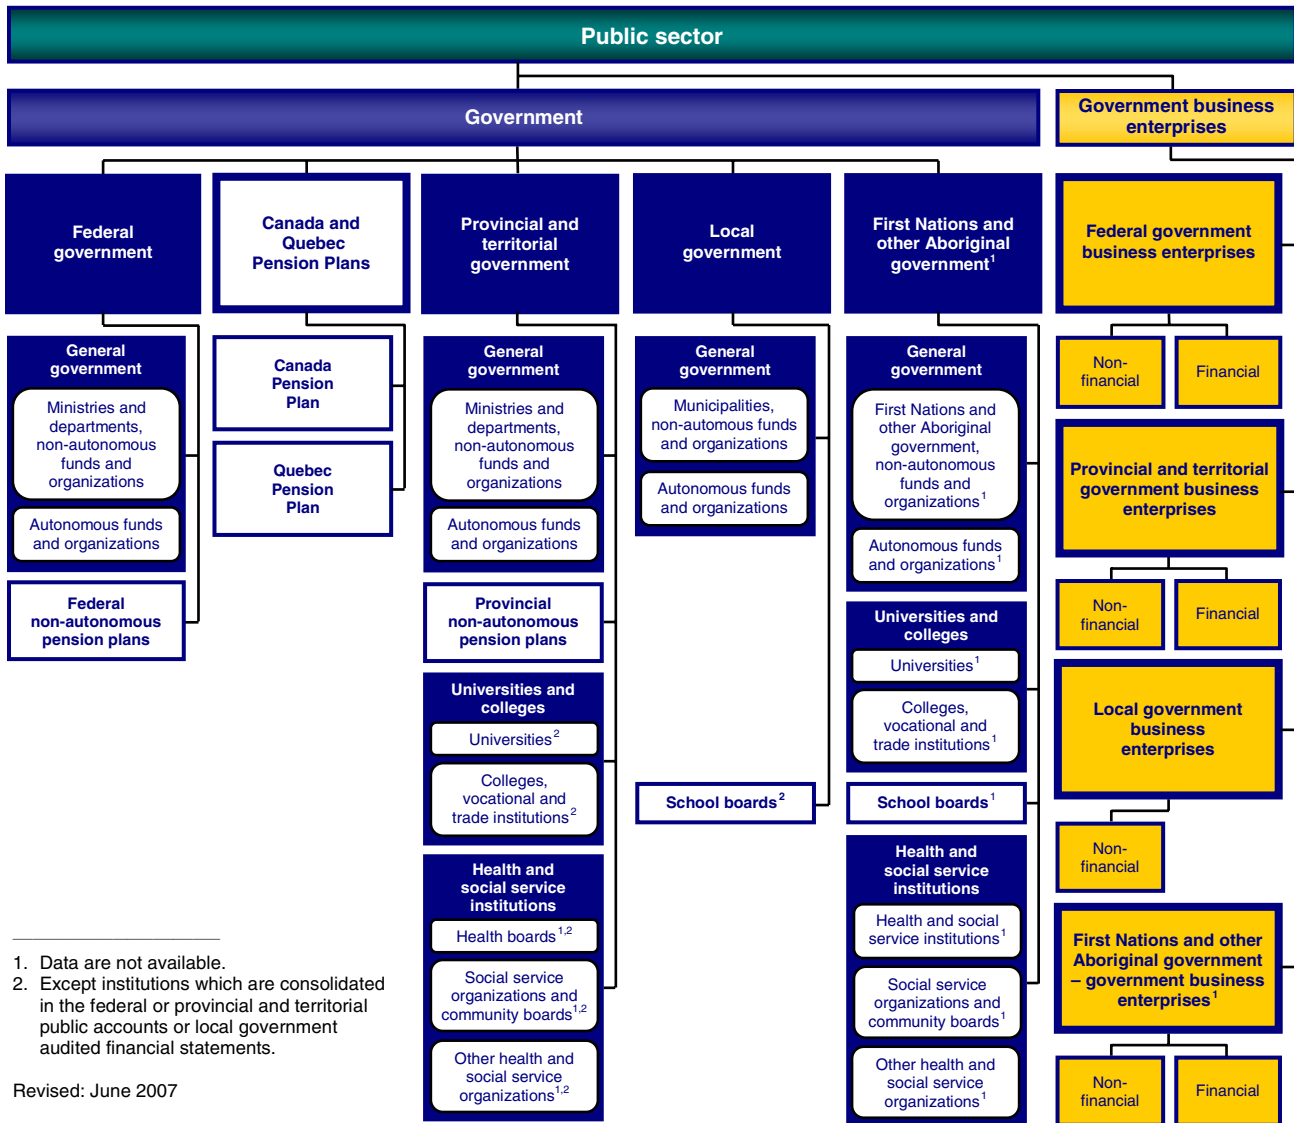 Public sector
Government
Government business
enterprises
Federal
government
Canada and
Quebec
Pension Plans
Provincial and
territorial
government
Local
government
First Nations and
other Aboriginal
government¹
Federal government
business enterprises
General
government
Ministries and
departments,
non-autonomous
funds and
organizations
Autonomous funds
and organizations
Federal
non-autonomous
pension plans
Canada
Pension
Plan
Quebec
Pension
Plan
General
government
Ministries and
departments,
non-autonomous
funds and
organizations
Autonomous funds
and organizations
Provincial
non-autonomous
pension plans
Universities and
colleges
Universities²
Colleges,
vocational and
trade institutions²
Health and
social service
institutions
Health boards¹,²
Social service
organizations and
community boards¹,²
Other health and
social service
organizations¹,²
General
government
Municipalities,
non-automous funds
and organizations
Autonomous funds
and organizations
School boards²
General
government
First Nations and
other Aboriginal
government,
non-autonomous
funds and
organizations¹
Autonomous funds
and organizations¹
Universities and
colleges
Universities¹
Colleges,
vocational and
trade institutions¹
School boards¹
Health and
social service
institutions
Health and social
service institutions¹
Social service
organizations and
community boards¹
Other health and
social service
organizations¹
Non-
financial
Financial
Provincial and territorial
government business
enterprises
Non-
financial
Financial
Local government
business
enterprises
Non-
financial
First Nations and other
Aboriginal government
– government business
enterprises¹
Non-
financial
Financial
1. Data are not available.
2. Except institutions which are consolidated
in the federal or provincial and territorial
public accounts or local government
audited financial statements.
Revised: June 2007